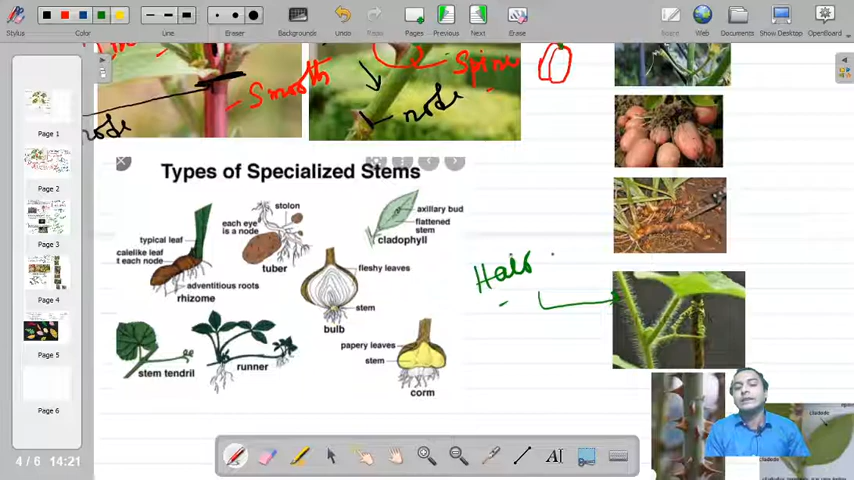 Stylus
Color
Line
Eraser
Backgrounds
Undo
Redo
Pages
Previous
Next
Erase
Board
Web
Documents
Show Desktop
OpenBoard
Smooth
Spine
node
node
Page 1
Page 2
Page 3
Page 4
Page 5
Page 6
Types of Specialized Stems
typical leaf
calelike leaf
t each node
adventitious roots
rhizome
stolon
each eye
is a node
tuber
axillary bud
flattened
stem
cladophyll
fleshy leaves
stem
bulb
stem tendril
runner
papery leaves
stem
corm
Hair
cladode
cladode
4 / 6
14:21